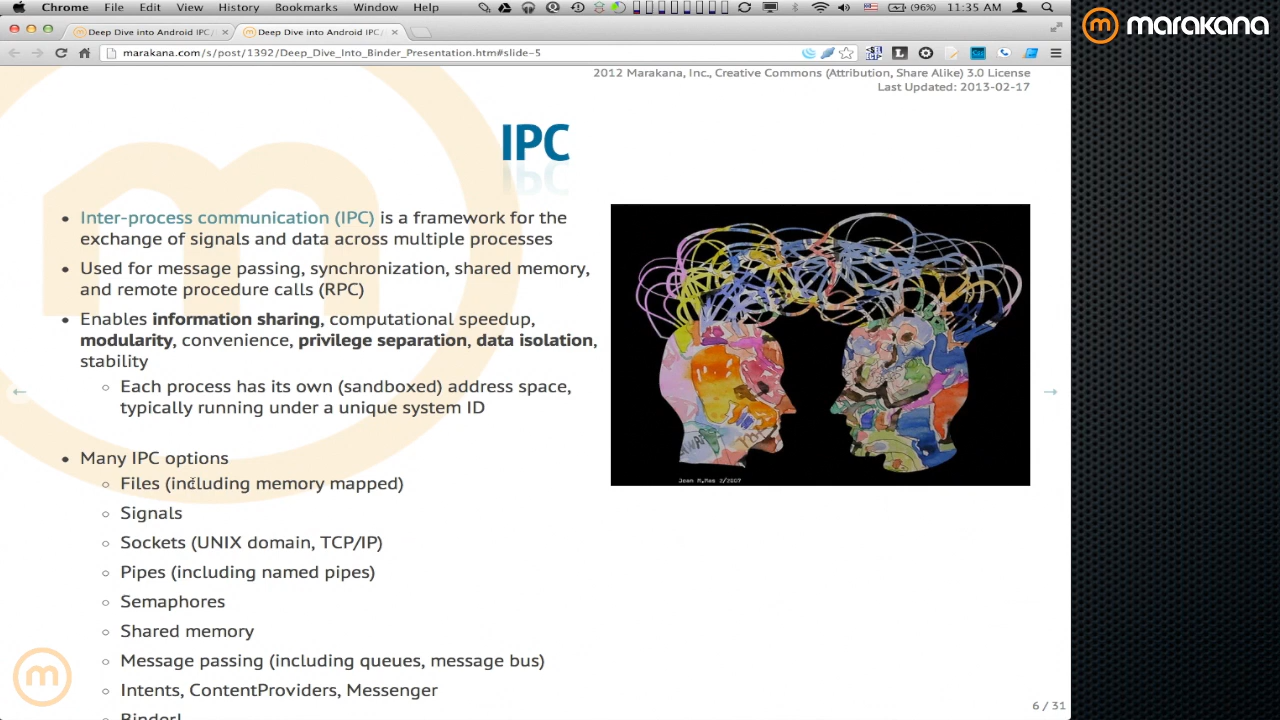 Chrome File Edit View History Bookmarks Window Help (96%) 11:35 AM
marakana
Deep Dive into Android IPC/ Deep Dive into Android IPC/
marakana.com/s/post/1392/Deep_Dive_Into_Binder_Presentation.htm#slide-5
2012 Marakana, Inc., Creative Commons (Attribution, Share Alike) 3.0 License
Last Updated: 2013-02-17
IPC
• Inter-process communication (IPC) is a framework for the
exchange of signals and data across multiple processes
• Used for message passing, synchronization, shared memory,
and remote procedure calls (RPC)
• Enables information sharing, computational speedup,
modularity, convenience, privilege separation, data isolation,
stability
◦ Each process has its own (sandboxed) address space,
typically running under a unique system ID
• Many IPC options
◦ Files (including memory mapped)
◦ Signals
◦ Sockets (UNIX domain, TCP/IP)
◦ Pipes (including named pipes)
◦ Semaphores
◦ Shared memory
◦ Message passing (including queues, message bus)
◦ Intents, ContentProviders, Messenger
◦ Binder!
6 / 31